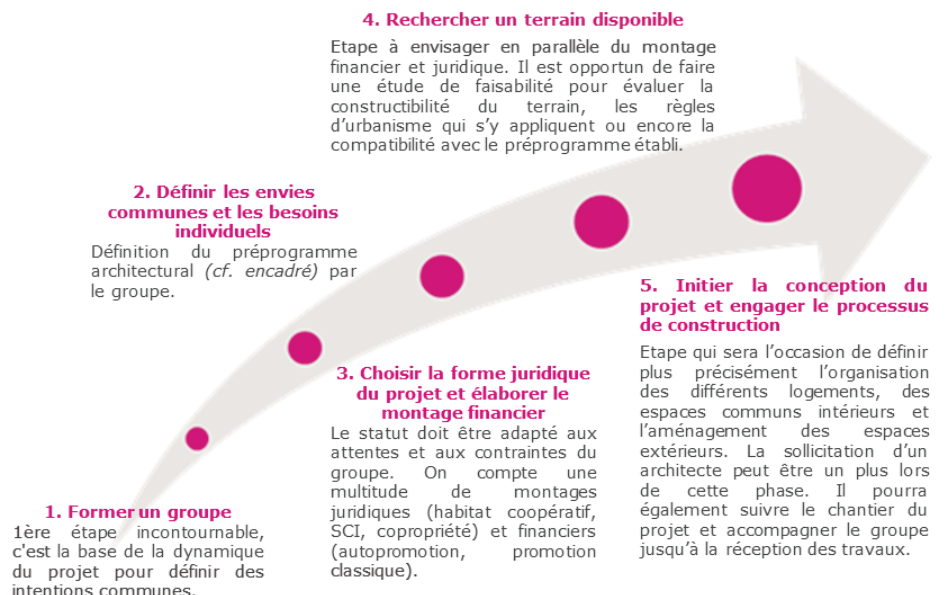 1. Former un groupe
1ère étape incontournable,
c'est la base de la dynamique
du projet pour définir des
intentions communes.
2. Définir les envies
communes et les besoins
individuels
Définition du préprogramme
architectural (cf. encadré) par
le groupe.
3. Choisir la forme juridique
du projet et élaborer le
montage financier
Le statut doit être adapté aux
attentes et aux contraintes du
groupe. On compte une
multitude de montages
juridiques (habitat coopératif,
SCI, copropriété) et financiers
(autopromotion, promotion
classique).
4. Rechercher un terrain disponible
Etape à envisager en parallèle du montage
financier et juridique. Il est opportun de faire
une étude de faisabilité pour évaluer la
constructibilité du terrain, les règles
d’urbanisme qui s’y appliquent ou encore la
compatibilité avec le préprogramme établi.
5. Initier la conception du
projet et engager le processus
de construction
Etape qui sera l’occasion de définir
plus précisément l’organisation
des différents logements, des
espaces communs intérieurs et
l’aménagement des espaces
extérieurs. La sollicitation d’un
architecte peut être un plus lors
de cette phase. Il pourra
également suivre le chantier du
projet et accompagner le groupe
jusqu’à la réception des travaux.